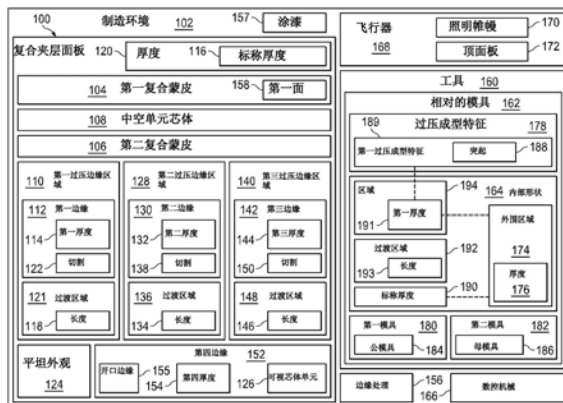 100
制造环境 102
157
涂漆
复合夹层面板
120
厚度
116
标称厚度
104 第一复合蒙皮
158
第一面
108 中空单元芯体
106 第二复合蒙皮
110 第一过压边缘区域
112 第一边缘
114
第一厚度
122
切割
121 过渡区域
118
长度
128 第二过压边缘区域
130 第二边缘
132
第二厚度
138
切割
136 过渡区域
134
长度
140 第三过压边缘区域
142 第三边缘
144
第三厚度
150
切割
148 过渡区域
146
长度
平坦外观
124
第四边缘 152
开口边缘
155
154
第四厚度
126
可视芯体单元
飞行器
168
照明帷幔
170
顶面板
172
工具 160
相对的模具 162
189
过压成型特征 178
第一过压成型特征
突起
188
区域
194
191
第一厚度
164 内部形状
外围区域
174
厚度
176
过渡区域
192
193
长度
标称厚度
190
第一模具 180
公模具
184
第二模具 182
母模具
186
边缘处理
156
166
数控机械